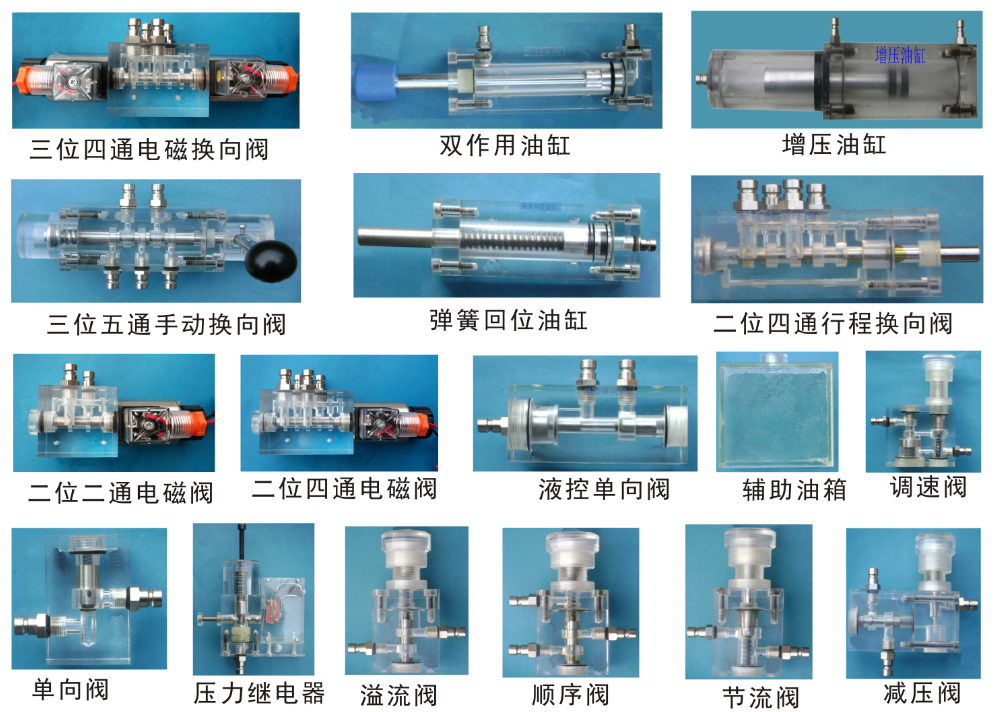 三位四通电磁换向阀
双作用油缸
增压油缸
增压油缸
三位五通手动换向阀
弹簧回位油缸
二位四通行程换向阀
二位二通电磁阀
二位四通电磁阀
液控单向阀
辅助油箱
调速阀
单向阀
压力继电器
溢流阀
顺序阀
节流阀
减压阀